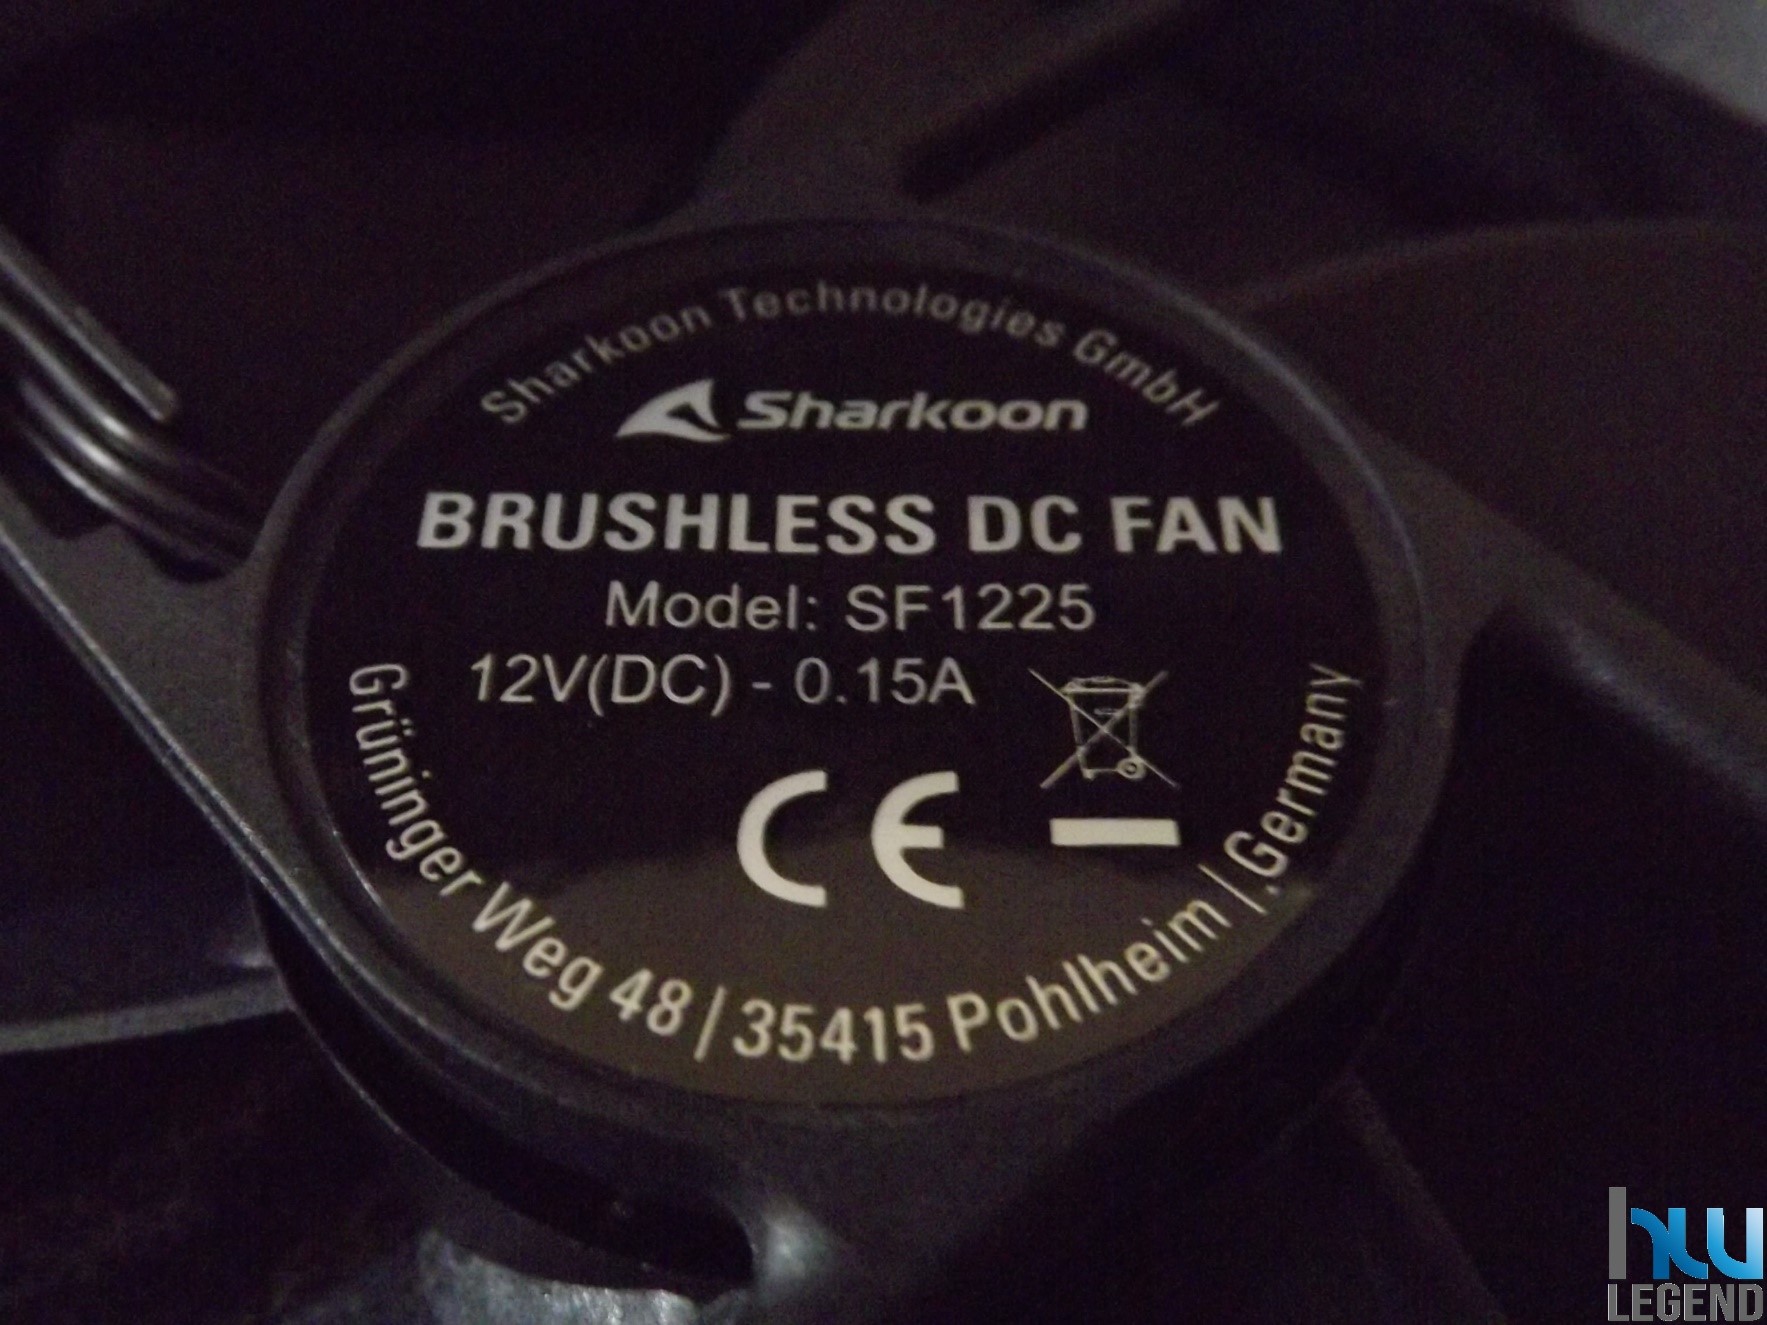 Sharkoon Technologies GmbH
Sharkoon
BRUSHLESS DC FAN
Model: SF1225
12V(DC) - 0.15A
CE
Grüninger Weg 48 | 35415 Pohlheim | Germany
hw
LEGEND